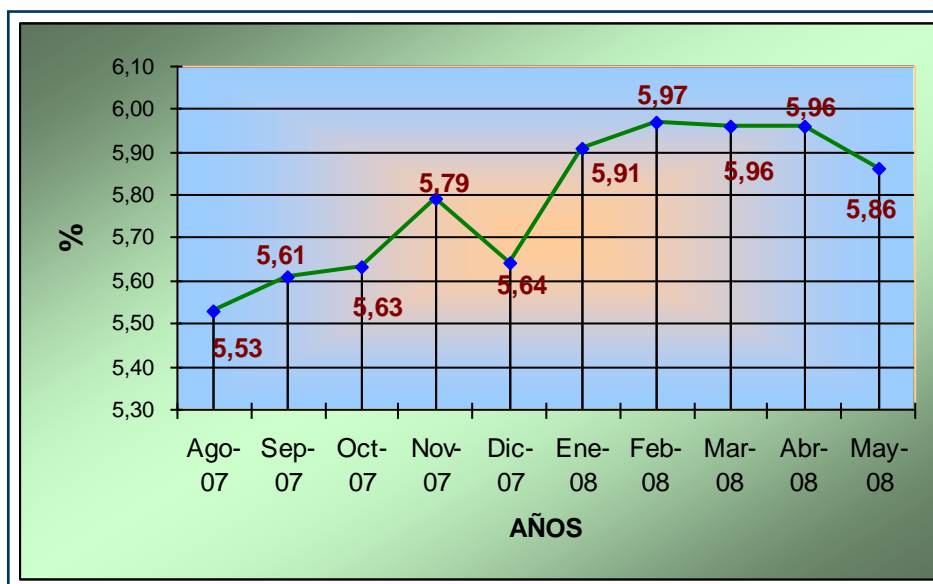 6,10
6,00
5,90
5,80
5,70
5,60
5,50
5,40
5,30
%
5,53
5,61
5,63
5,79
5,64
5,91
5,97
5,96
5,96
5,86
Ago-
07
Sep-
07
Oct-
07
Nov-
07
Dic-
07
Ene-
08
Feb-
08
Mar-
08
Abr-
08
May-
08
AÑOS